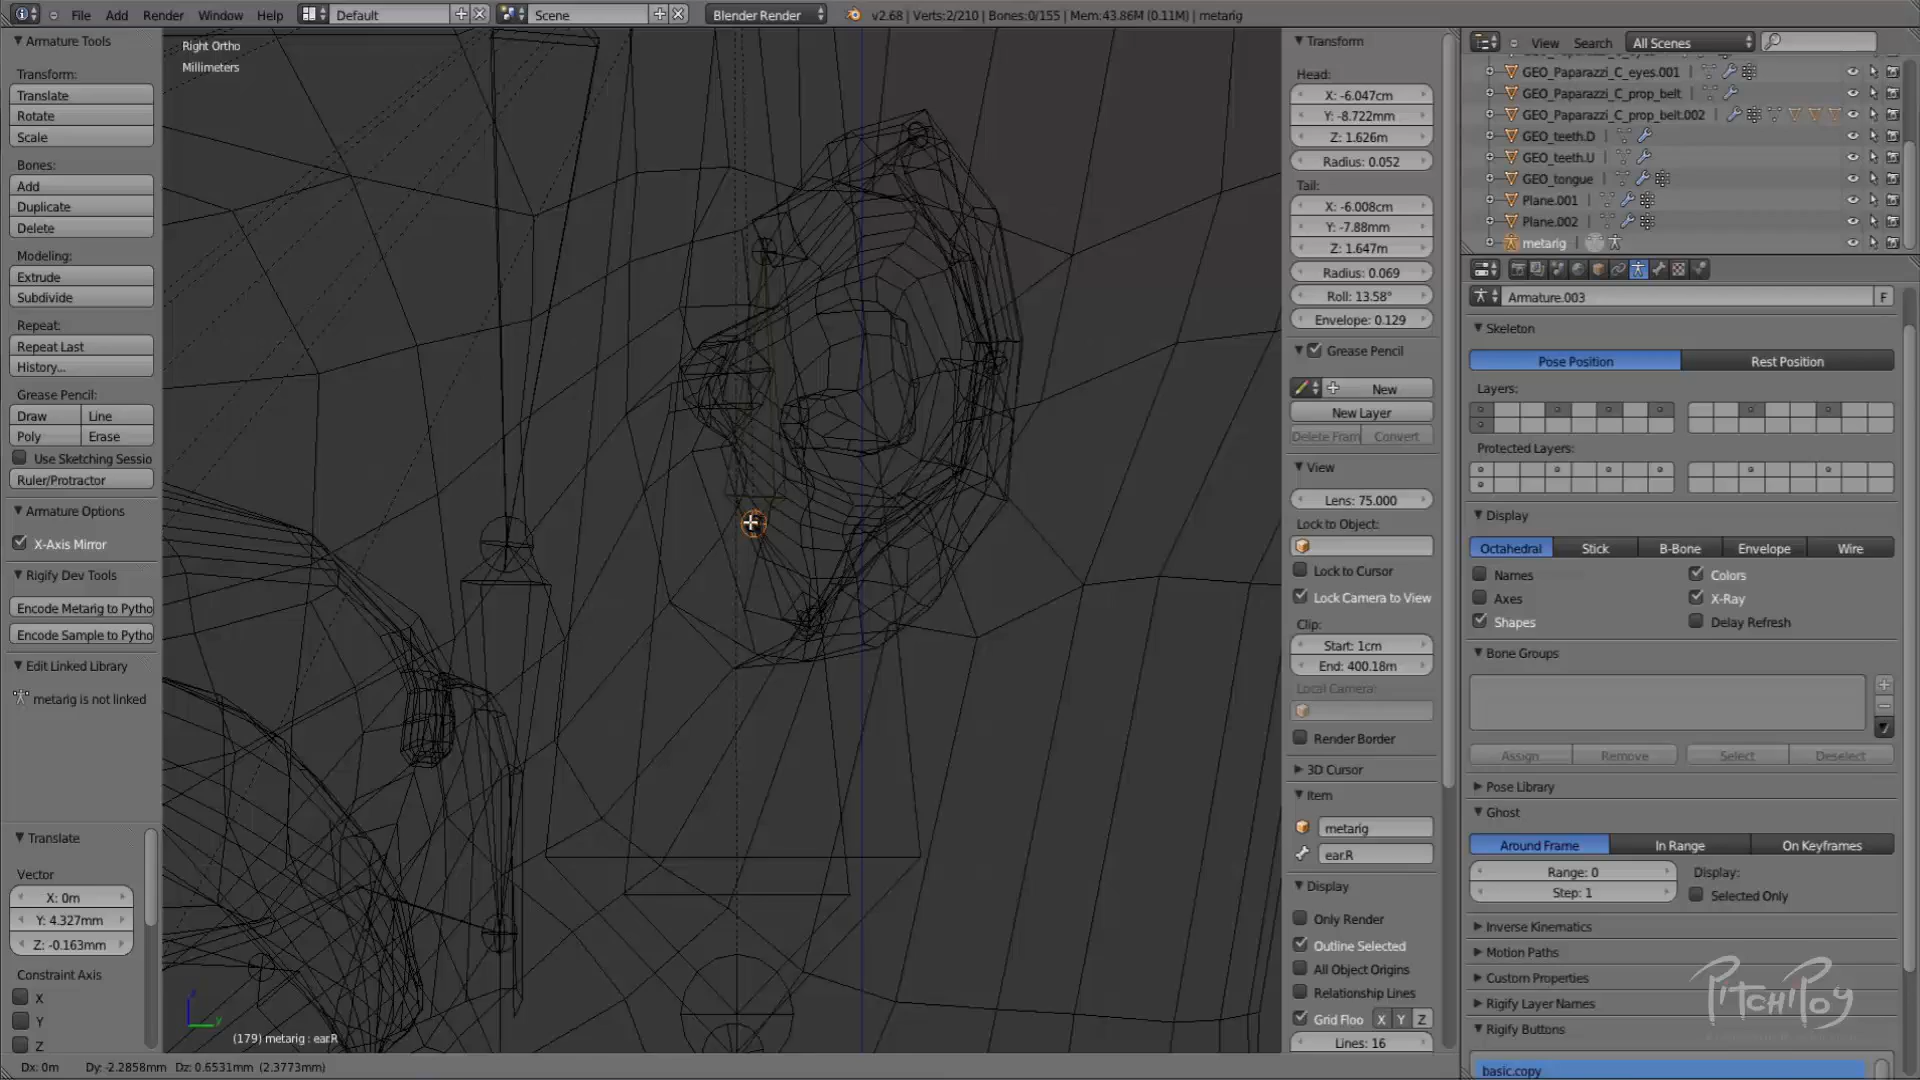 File Add Render Window Help Default Scene Blender Render v2.68 | Verts:2/210 | Bones:0/155 | Mem:43.86M (0.11M) | metarig
Armature Tools
Transform:
Translate
Rotate
Scale
Bones:
Add
Duplicate
Delete
Modeling:
Extrude
Subdivide
Repeat:
Repeat Last
History...
Grease Pencil:
Draw Line
Poly Erase
Use Sketching Sessio
Ruler/Protractor
Armature Options
X-Axis Mirror
Rigify Dev Tools
Encode Metarig to Pytho
Encode Sample to Pytho
Edit Linked Library
metarig is not linked
Translate
Vector
X: 0m
Y: 4.327mm
Z: -0.163mm
Constraint Axis
X
Y
Z
Right Ortho
Millimeters
(179) metarig : ear.R
Dx: 0m Dy: -2.2858mm Dz: 0.6531mm (2.3773mm)
Transform
Head:
X: -6.047cm
Y: -8.722mm
Z: 1.626m
Radius: 0.052
Tail:
X: -6.008cm
Y: -7.88mm
Z: 1.647m
Radius: 0.069
Roll: 13.58°
Envelope: 0.129
Grease Pencil
New
New Layer
Delete Fram Convert
View
Lens: 75.000
Lock to Object:
Lock to Cursor
Lock Camera to View
Clip:
Start: 1cm
End: 400.18m
Local Camera:
Render Border
3D Cursor
Item
metarig
ear.R
Display
Only Render
Outline Selected
All Object Origins
Relationship Lines
Grid Floo X Y Z
Lines: 16
View Search All Scenes
GEO_Paparazzi_C_eyes.001
GEO_Paparazzi_C_prop_belt
GEO_Paparazzi_C_prop_belt.002
GEO_teeth.D
GEO_teeth.U
GEO_tongue
Plane.001
Plane.002
metarig
Armature.003 F
Skeleton
Pose Position Rest Position
Layers:
Protected Layers:
Display
Octahedral Stick B-Bone Envelope Wire
Names Colors
Axes X-Ray
Shapes Delay Refresh
Bone Groups
Assign Remove Select Deselect
Pose Library
Ghost
Around Frame In Range On Keyframes
Range: 0 Display:
Step: 1 Selected Only
Inverse Kinematics
Motion Paths
Custom Properties
Rigify Layer Names
Rigify Buttons
basic.copy
PitchiPoy